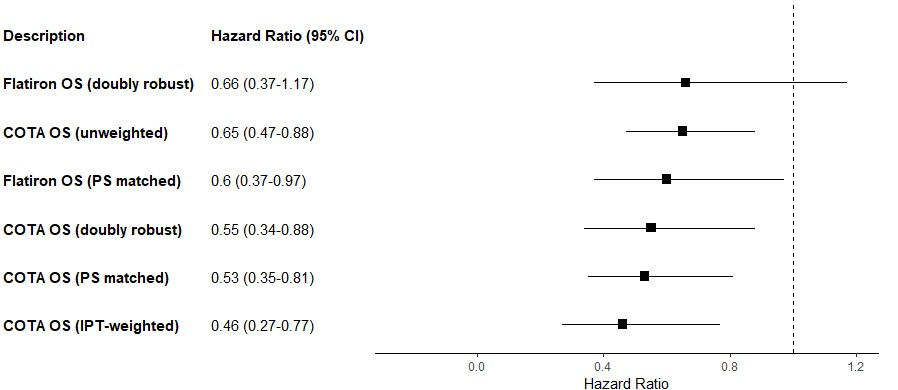 Description Hazard Ratio (95% CI)
Flatiron OS (doubly robust) 0.66 (0.37-1.17)
COTA OS (unweighted) 0.65 (0.47-0.88)
Flatiron OS (PS matched) 0.6 (0.37-0.97)
COTA OS (doubly robust) 0.55 (0.34-0.88)
COTA OS (PS matched) 0.53 (0.35-0.81)
COTA OS (IPT-weighted) 0.46 (0.27-0.77)
0.0 0.4 0.8 1.2
Hazard Ratio